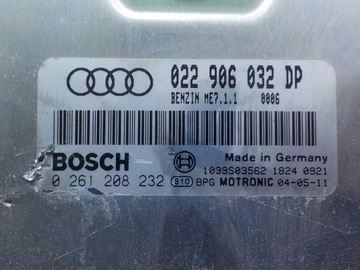 022 906 032 DP
BENZIN ME7.1.1 0006
BOSCH Made in Germany
1039S03562 1824 0921
0 261 208 232 810 BPG MOTRONIC 04-05-11